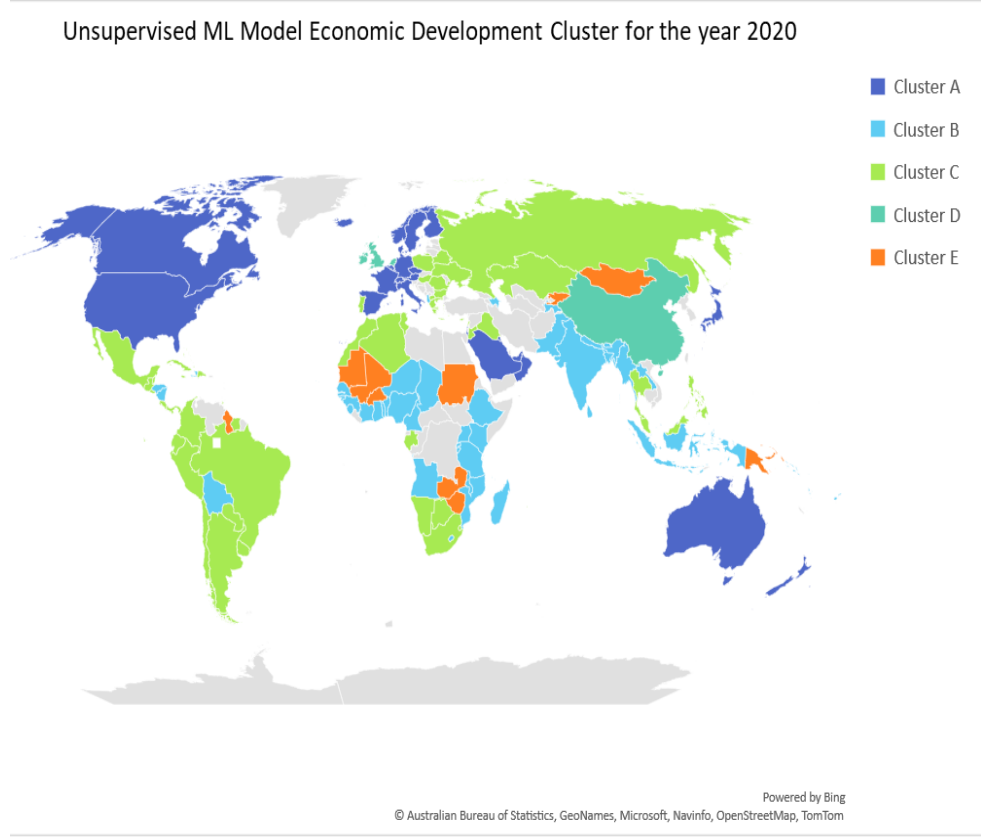 Unsupervised ML Model Economic Development Cluster for the year 2020
Cluster A
Cluster B
Cluster C
Cluster D
Cluster E
Powered by Bing
© Australian Bureau of Statistics, GeoNames, Microsoft, Navinfo, OpenStreetMap, TomTom